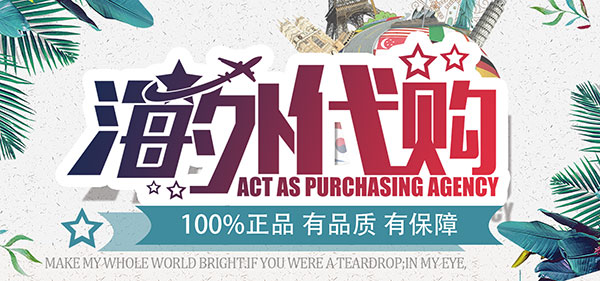 海外代购
ACT AS PURCHASING AGENCY
100%正品 有品质 有保障
MAKE MY WHOLE WORLD BRIGHT.IF YOU WERE A TEARDROP;IN MY EYE,